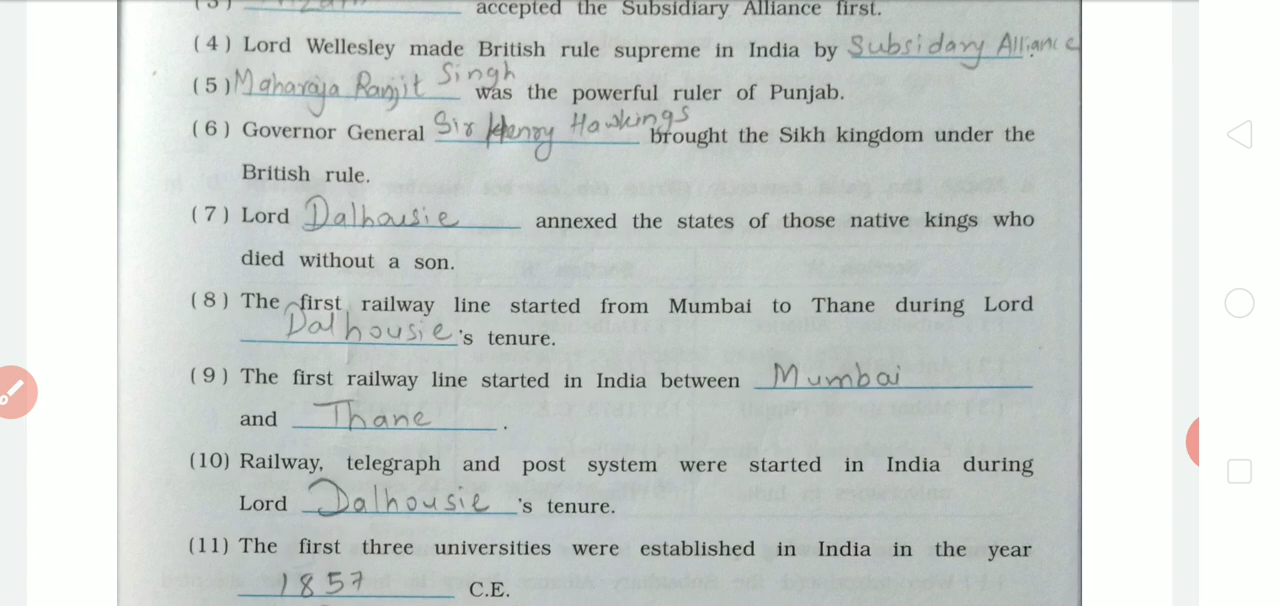 (3) Nizam accepted the Subsidiary Alliance first.
(4) Lord Wellesley made British rule supreme in India by Subsidary Alliance.
(5) Maharaja Ranjit Singh was the powerful ruler of Punjab.
(6) Governor General Sir Henry Haskings brought the Sikh kingdom under the
British rule.
(7) Lord Dalhousie annexed the states of those native kings who
died without a son.
(8) The first railway line started from Mumbai to Thane during Lord
Dalhousie's tenure.
(9) The first railway line started in India between Mumbai
and Thane.
(10) Railway, telegraph and post system were started in India during
Lord Dalhousie's tenure.
(11) The first three universities were established in India in the year
1857 C.E.